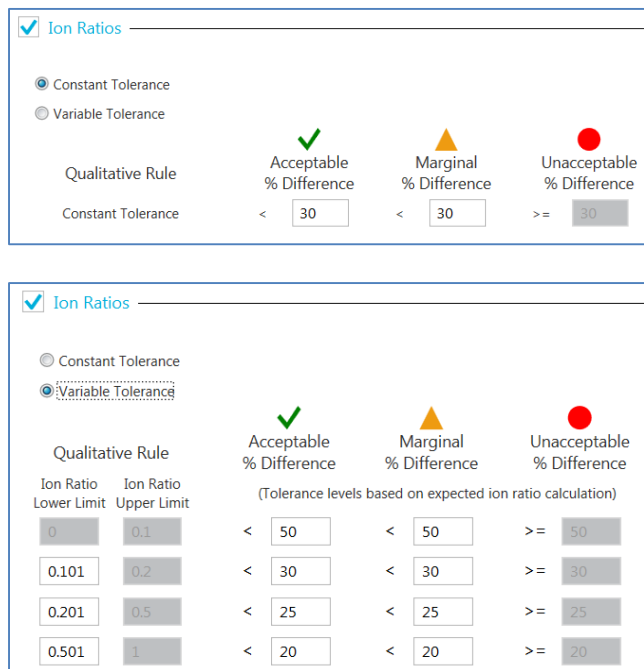 Ion Ratios
Constant Tolerance
Variable Tolerance
Qualitative Rule
Acceptable
% Difference
Marginal
% Difference
Unacceptable
% Difference
Constant Tolerance < 30 < 30 >= 30
Ion Ratios
Constant Tolerance
Variable Tolerance
Qualitative Rule
Acceptable
% Difference
Marginal
% Difference
Unacceptable
% Difference
Ion Ratio
Lower Limit
Ion Ratio
Upper Limit
(Tolerance levels based on expected ion ratio calculation)
0 0.1 < 50 < 50 >= 50
0.101 0.2 < 30 < 30 >= 30
0.201 0.5 < 25 < 25 >= 25
0.501 1 < 20 < 20 >= 20